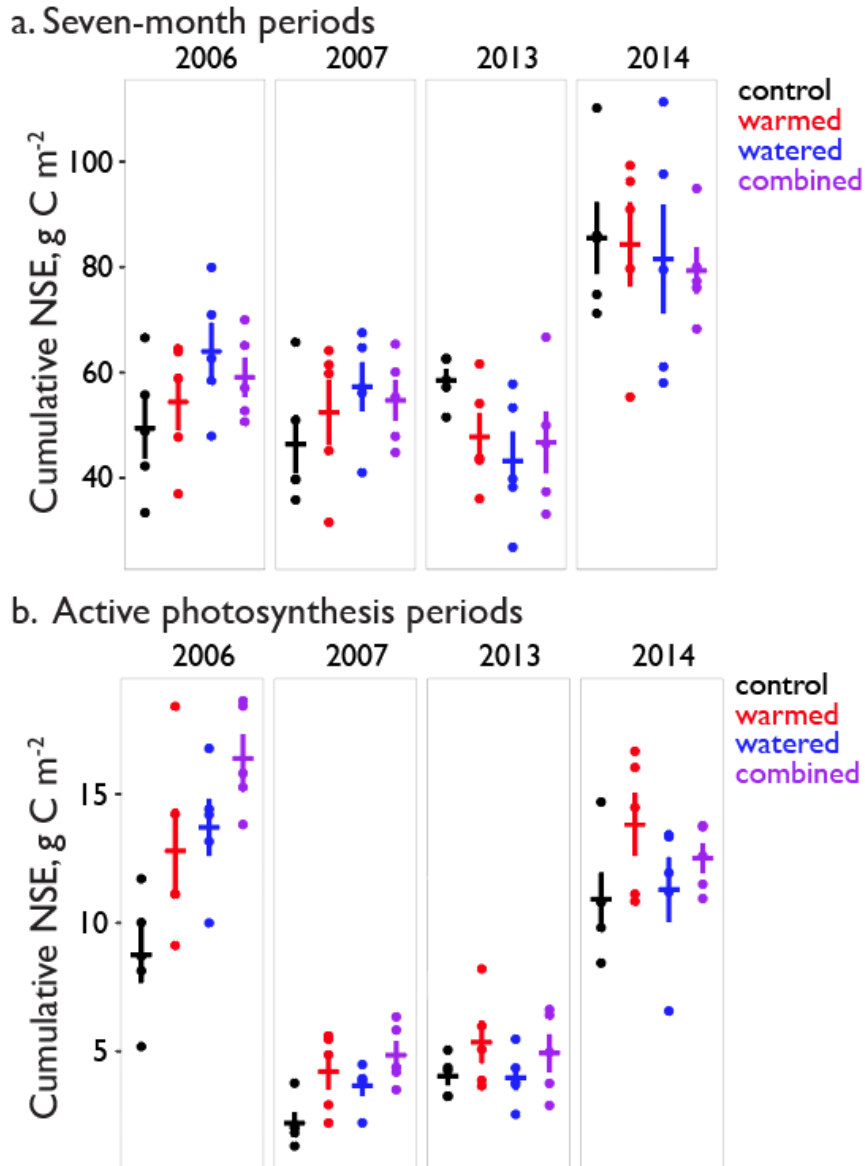 a. Seven-month periods
2006 2007 2013 2014
control
warmed
watered
combined
100
80
60
40
Cumulative NSE, g C m⁻²
b. Active photosynthesis periods
2006 2007 2013 2014
control
warmed
watered
combined
15
10
5
Cumulative NSE, g C m⁻²